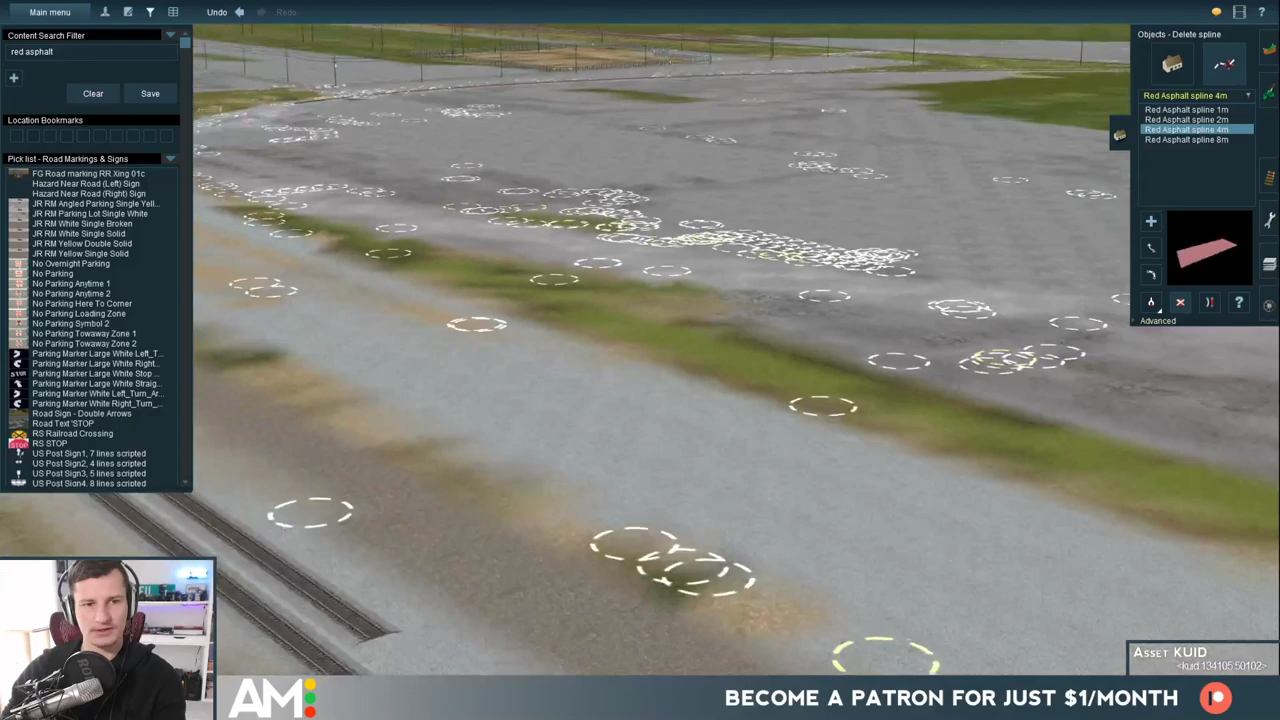 Main menu
Undo
Redo
Content Search Filter
red asphalt
Clear
Save
Location Bookmarks
Pick list - Road Markings & Signs
FG Road marking RR Xing 01c
Hazard Near Road (Left) Sign
Hazard Near Road (Right) Sign
JR RM Angled Parking Single Yell...
JR RM Parking Lot Single White
JR RM White Single Broken
JR RM White Single Solid
JR RM Yellow Double Solid
JR RM Yellow Single Solid
No Overnight Parking
No Parking
No Parking Anytime 1
No Parking Anytime 2
No Parking Here To Corner
No Parking Loading Zone
No Parking Symbol 2
No Parking Towaway Zone 1
No Parking Towaway Zone 2
Parking Marker Large White Left_T...
Parking Marker Large White Right...
Parking Marker Large White Stop ...
Parking Marker Large White Straig...
Parking Marker White Left_Turn_Ar...
Parking Marker White Right_Turn_...
Road Sign - Double Arrows
Road Text 'STOP
RS Railroad Crossing
RS STOP
US Post Sign1, 7 lines scripted
US Post Sign2, 4 lines scripted
US Post Sign3, 5 lines scripted
US Post Sign4, 8 lines scripted
Objects - Delete spline
Red Asphalt spline 4m
Red Asphalt spline 1m
Red Asphalt spline 2m
Red Asphalt spline 4m
Red Asphalt spline 8m
Advanced
ASSET KUID
<kuid:134105:50102>
AM
BECOME A PATRON FOR JUST $1/MONTH